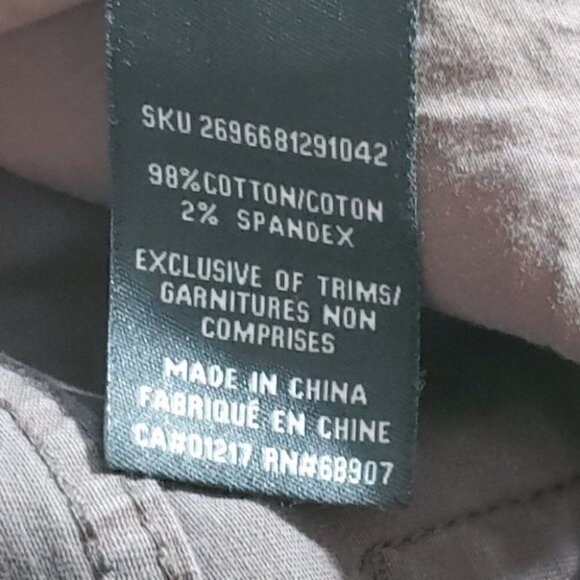 SKU 2696681291042
98% COTTON/COTON
2% SPANDEX
EXCLUSIVE OF TRIMS/
GARNITURES NON
COMPRISES
MADE IN CHINA
FABRIQUÉ EN CHINE
CA#01217 RN#68907